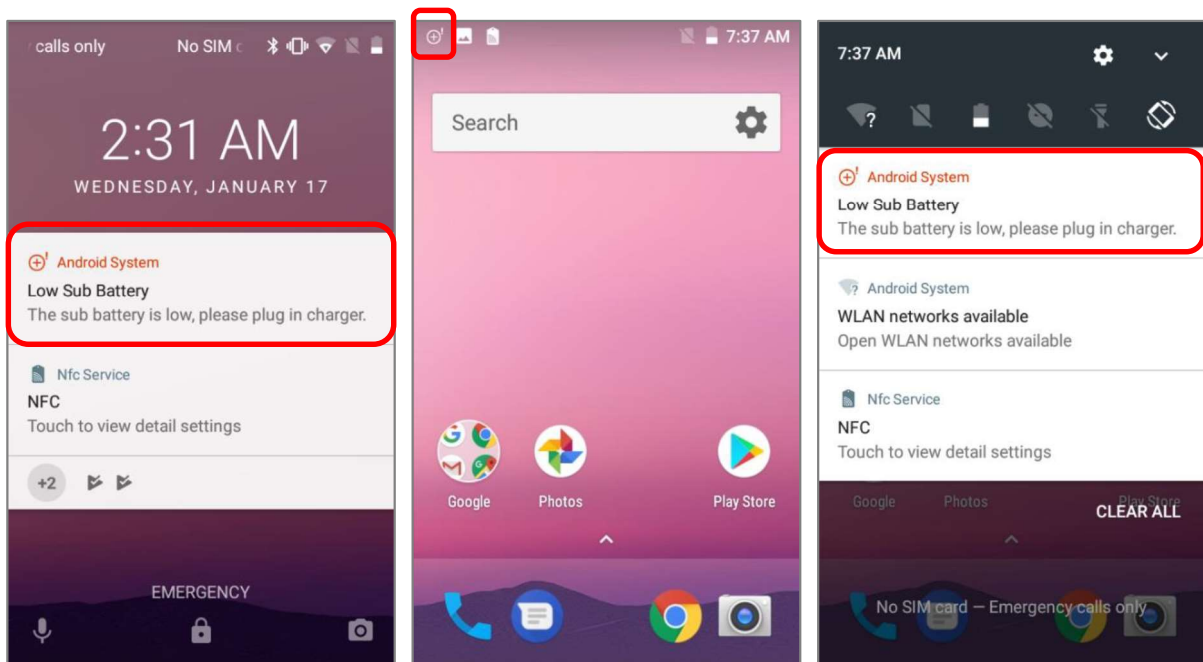 calls only No SIM c
2:31 AM
WEDNESDAY, JANUARY 17
Android System
Low Sub Battery
The sub battery is low, please plug in charger.
Nfc Service
NFC
Touch to view detail settings
+2
EMERGENCY
7:37 AM
Search
Google Photos Play Store
7:37 AM
Android System
Low Sub Battery
The sub battery is low, please plug in charger.
Android System
WLAN networks available
Open WLAN networks available
Nfc Service
NFC
Touch to view detail settings
Google Photos Play Store
CLEAR ALL
No SIM card — Emergency calls only